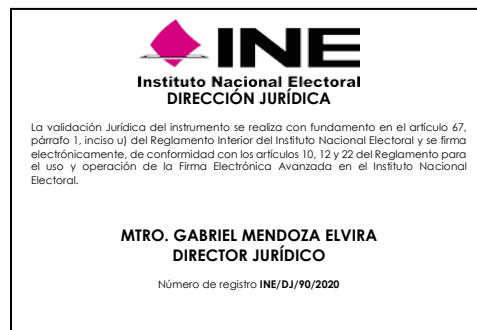 INE
Instituto Nacional Electoral
DIRECCIÓN JURÍDICA
La validación Jurídica del instrumento se realiza con fundamento en el artículo 67,
párrafo 1, inciso u) del Reglamento Interior del Instituto Nacional Electoral y se firma
electrónicamente, de conformidad con los artículos 10, 12 y 22 del Reglamento para
el uso y operación de la Firma Electrónica Avanzada en el Instituto Nacional
Electoral.
MTRO. GABRIEL MENDOZA ELVIRA
DIRECTOR JURÍDICO
Número de registro INE/DJ/90/2020